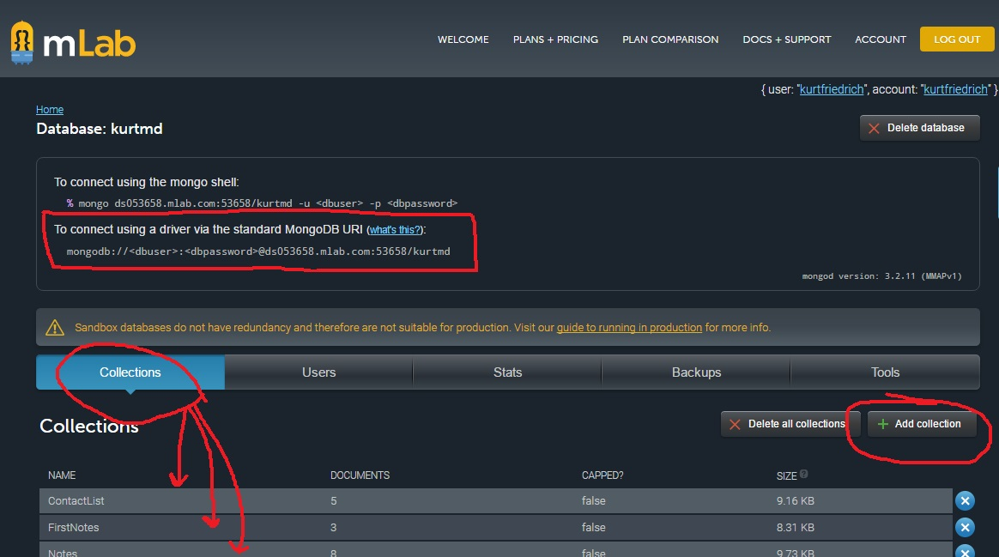 mLab
WELCOME PLANS + PRICING PLAN COMPARISON DOCS + SUPPORT ACCOUNT LOG OUT
{ user: "kurtfriedrich", account: "kurtfriedrich" }
Home
Database: kurtmd
Delete database
To connect using the mongo shell:
% mongo ds053658.mlab.com:53658/kurtmd -u <dbuser> -p <dbpassword>
To connect using a driver via the standard MongoDB URI (what's this?):
mongodb://<dbuser>:<dbpassword>@ds053658.mlab.com:53658/kurtmd
mongod version: 3.2.11 (MMAPv1)
Sandbox databases do not have redundancy and therefore are not suitable for production. Visit our guide to running in production for more info.
Collections Users Stats Backups Tools
Collections
Delete all collections
Add collection
NAME DOCUMENTS CAPPED? SIZE ?
ContactList 5 false 9.16 KB
FirstNotes 3 false 8.31 KB
Notes 8 false 9.73 KB